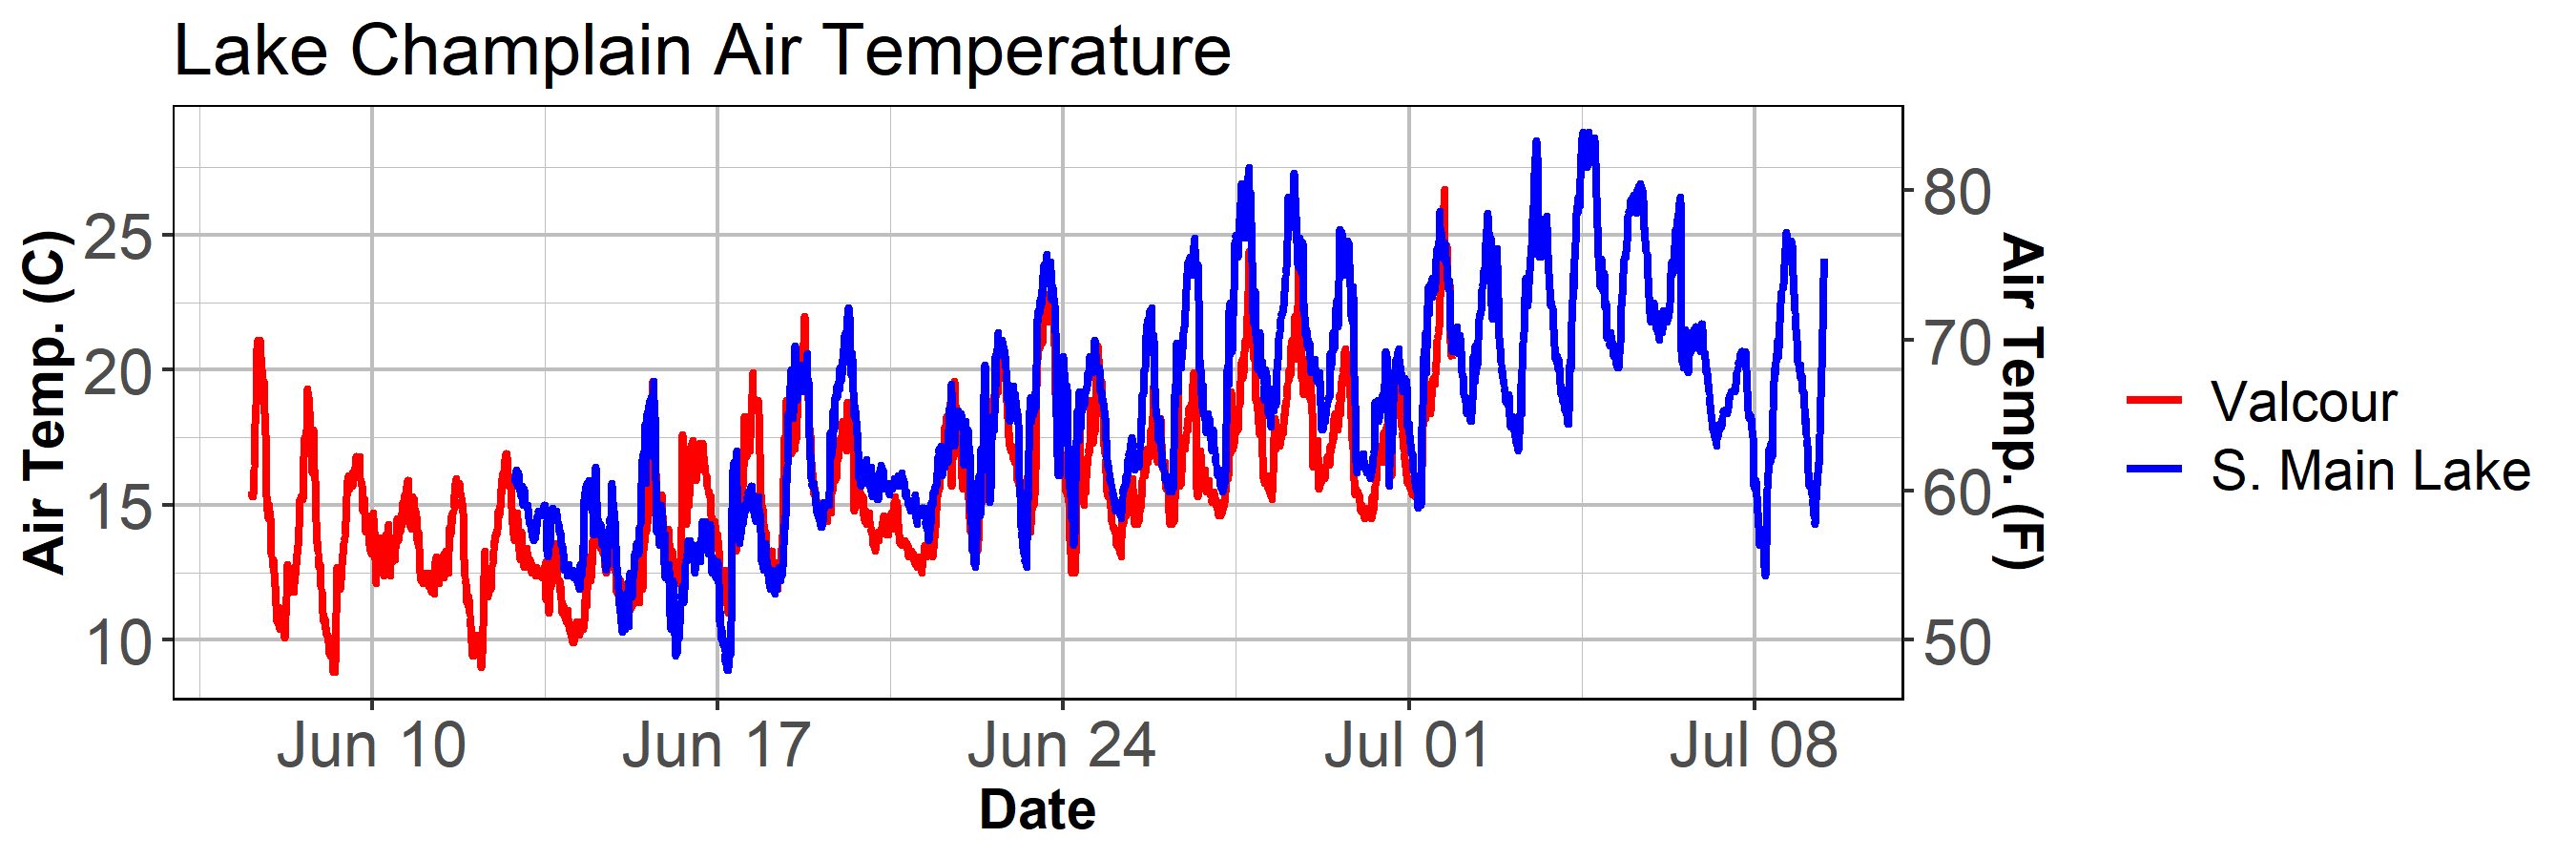 Lake Champlain Air Temperature
Air Temp. (C)
25
20
15
10
80
70
60
50
Air Temp. (F)
Jun 10 Jun 17 Jun 24 Jul 01 Jul 08
Date
Valcour
S. Main Lake